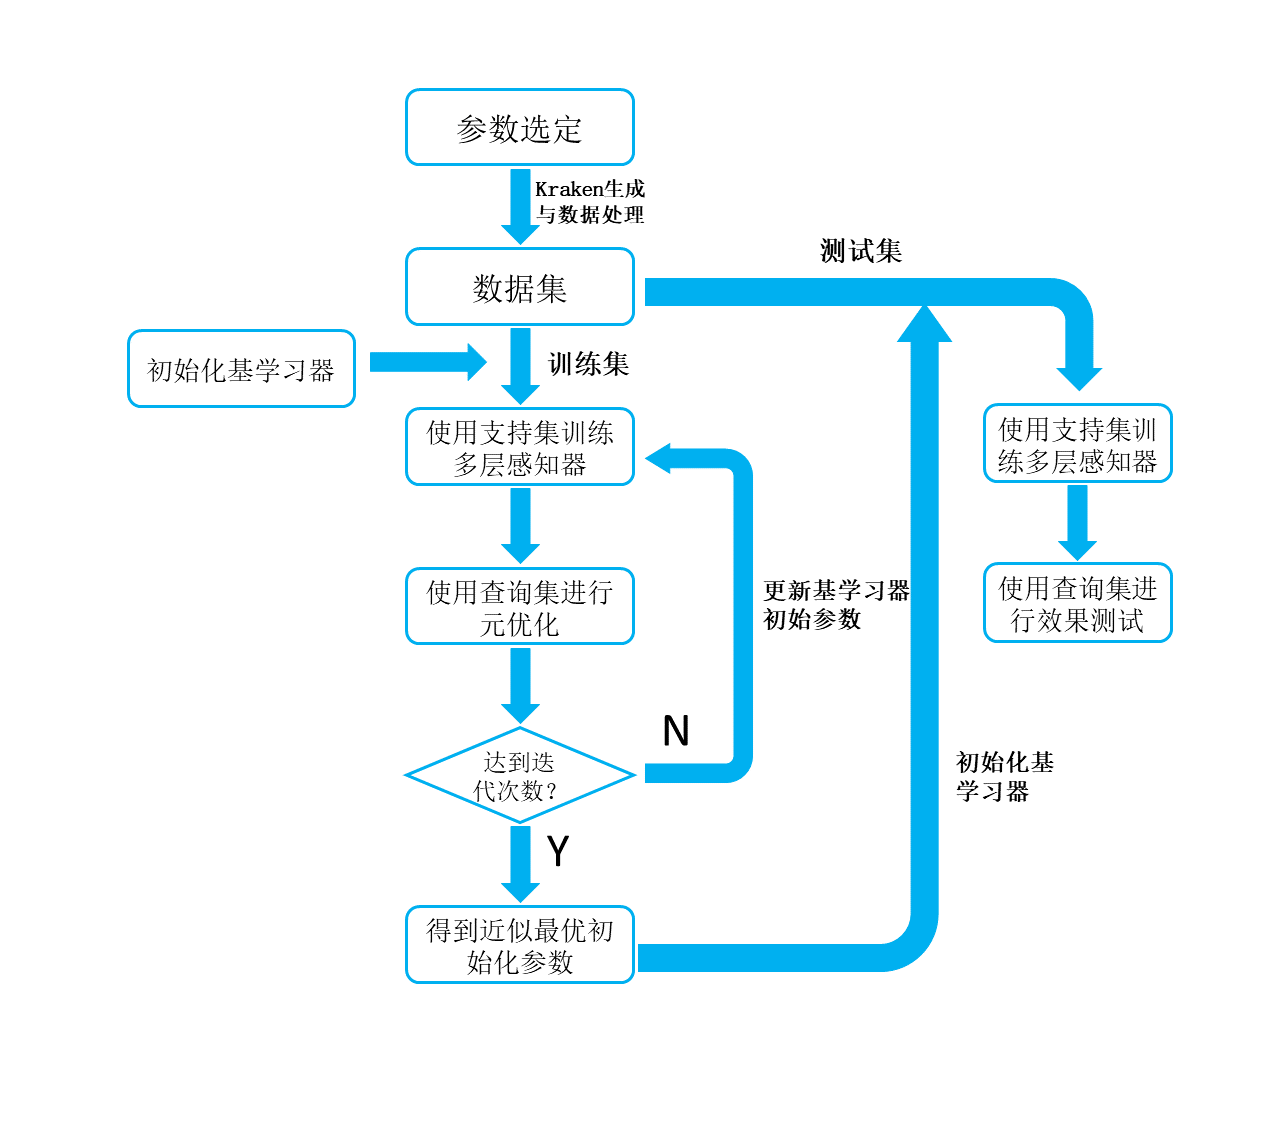 参数选定
Kraken生成
与数据处理
数据集
测试集
初始化基学习器
训练集
使用支持集训练
多层感知器
使用查询集进行
元优化
达到迭
代次数？
N
更新基学习器
初始参数
Y
得到近似最优初
始化参数
初始化基
学习器
使用支持集训
练多层感知器
使用查询集进
行效果测试